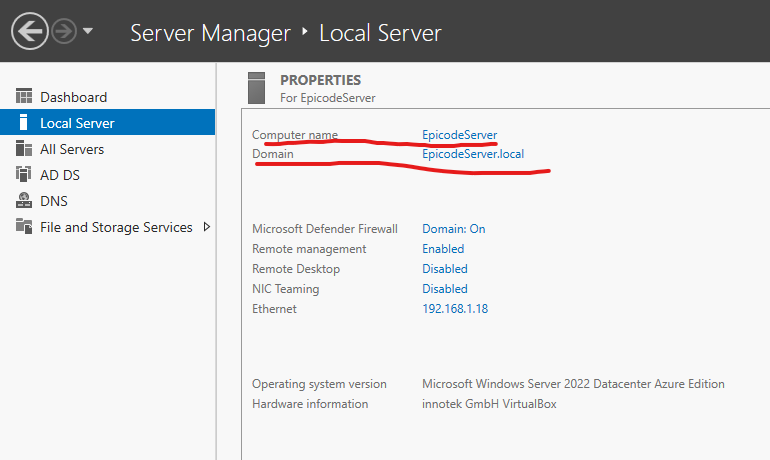 Server Manager ‣ Local Server
Dashboard
Local Server
All Servers
AD DS
DNS
File and Storage Services
PROPERTIES
For EpicodeServer
Computer name EpicodeServer
Domain EpicodeServer.local
Microsoft Defender Firewall Domain: On
Remote management Enabled
Remote Desktop Disabled
NIC Teaming Disabled
Ethernet 192.168.1.18
Operating system version Microsoft Windows Server 2022 Datacenter Azure Edition
Hardware information innotek GmbH VirtualBox